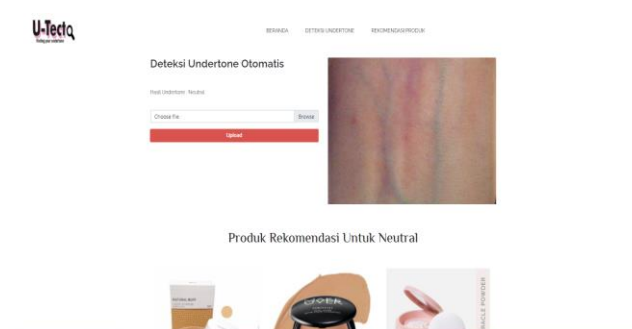 U-Tecto
BERANDA DETEKSI UNDERTONE REKOMENDASI PRODUK
Deteksi Undertone Otomatis
Hasil Undertone : Neutral
Choose file Browse
Upload
Produk Rekomendasi Untuk Neutral